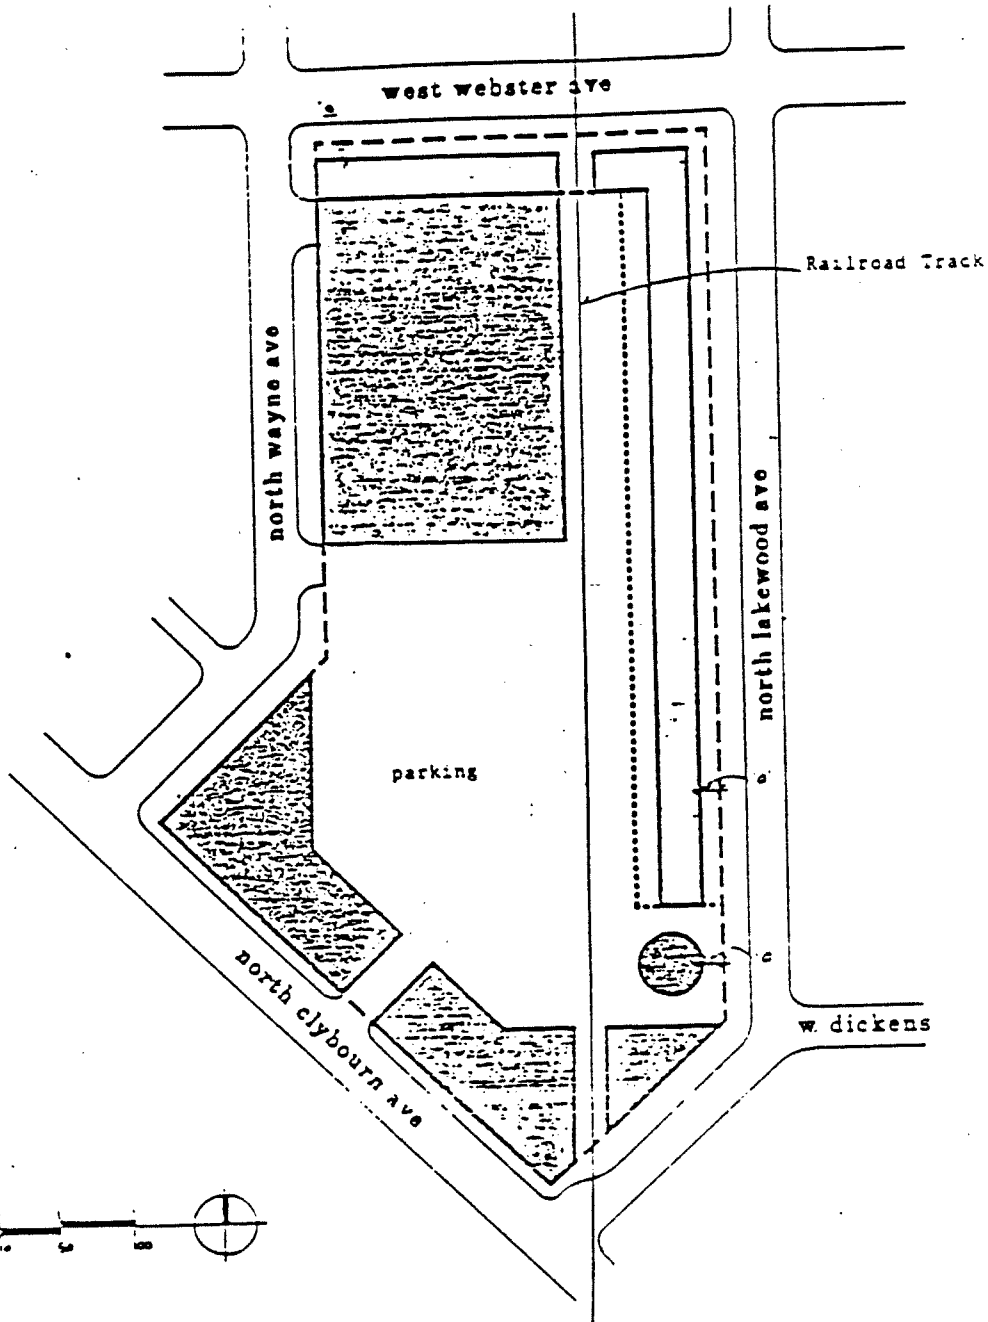 west webster ave
Railroad Track
north wayne ave
north lakewood ave
parking
north clybourn ave
w. dickens
50
100